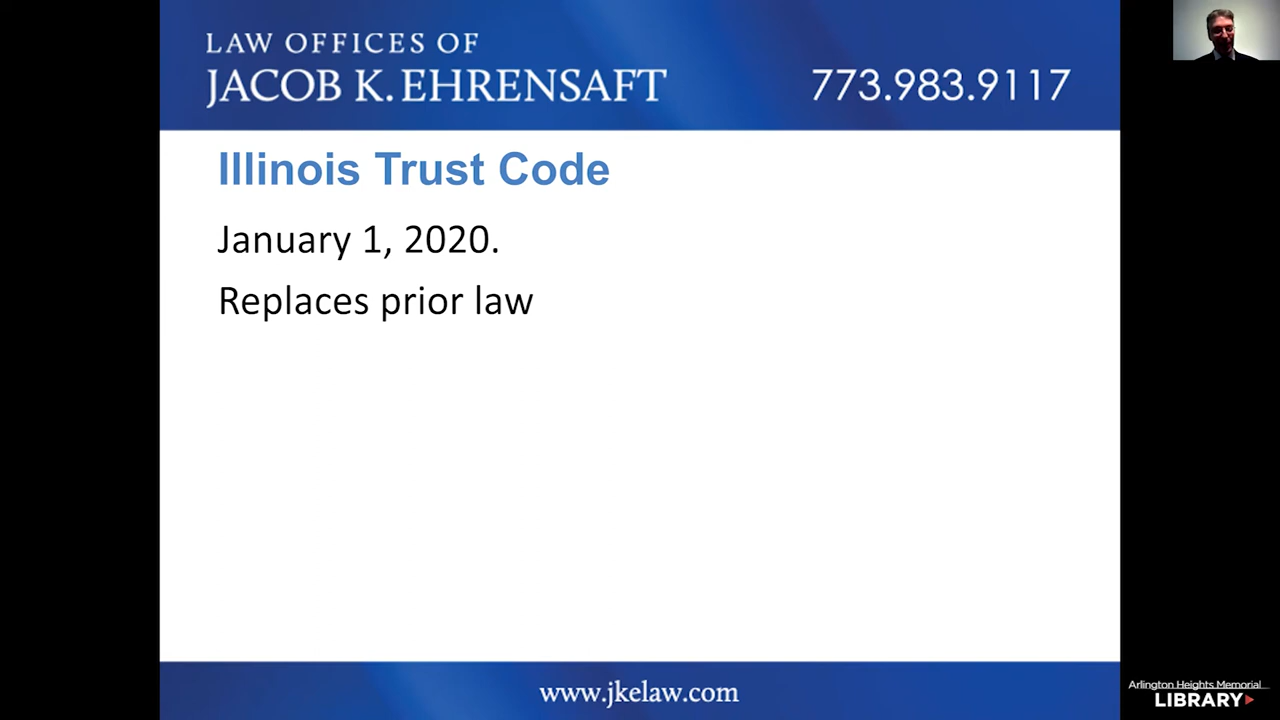 LAW OFFICES OF
JACOB K. EHRENSAFT
773.983.9117
Illinois Trust Code
January 1, 2020.
Replaces prior law
www.jkelaw.com
Arlington Heights Memorial
LIBRARY